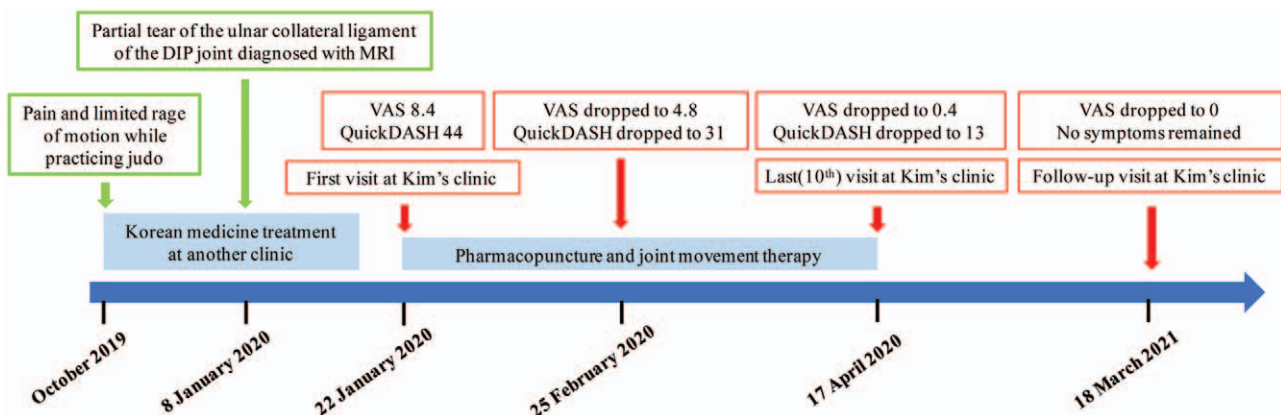 Partial tear of the ulnar collateral ligament
of the DIP joint diagnosed with MRI
Pain and limited rage
of motion while
practicing judo
VAS 8.4
QuickDASH 44
VAS dropped to 4.8
QuickDASH dropped to 31
VAS dropped to 0.4
QuickDASH dropped to 13
VAS dropped to 0
No symptoms remained
First visit at Kim's clinic
Last(10th) visit at Kim's clinic
Follow-up visit at Kim's clinic
Korean medicine treatment
at another clinic
Pharmacopuncture and joint movement therapy
October 2019
8 January 2020
22 January 2020
25 February 2020
17 April 2020
18 March 2021